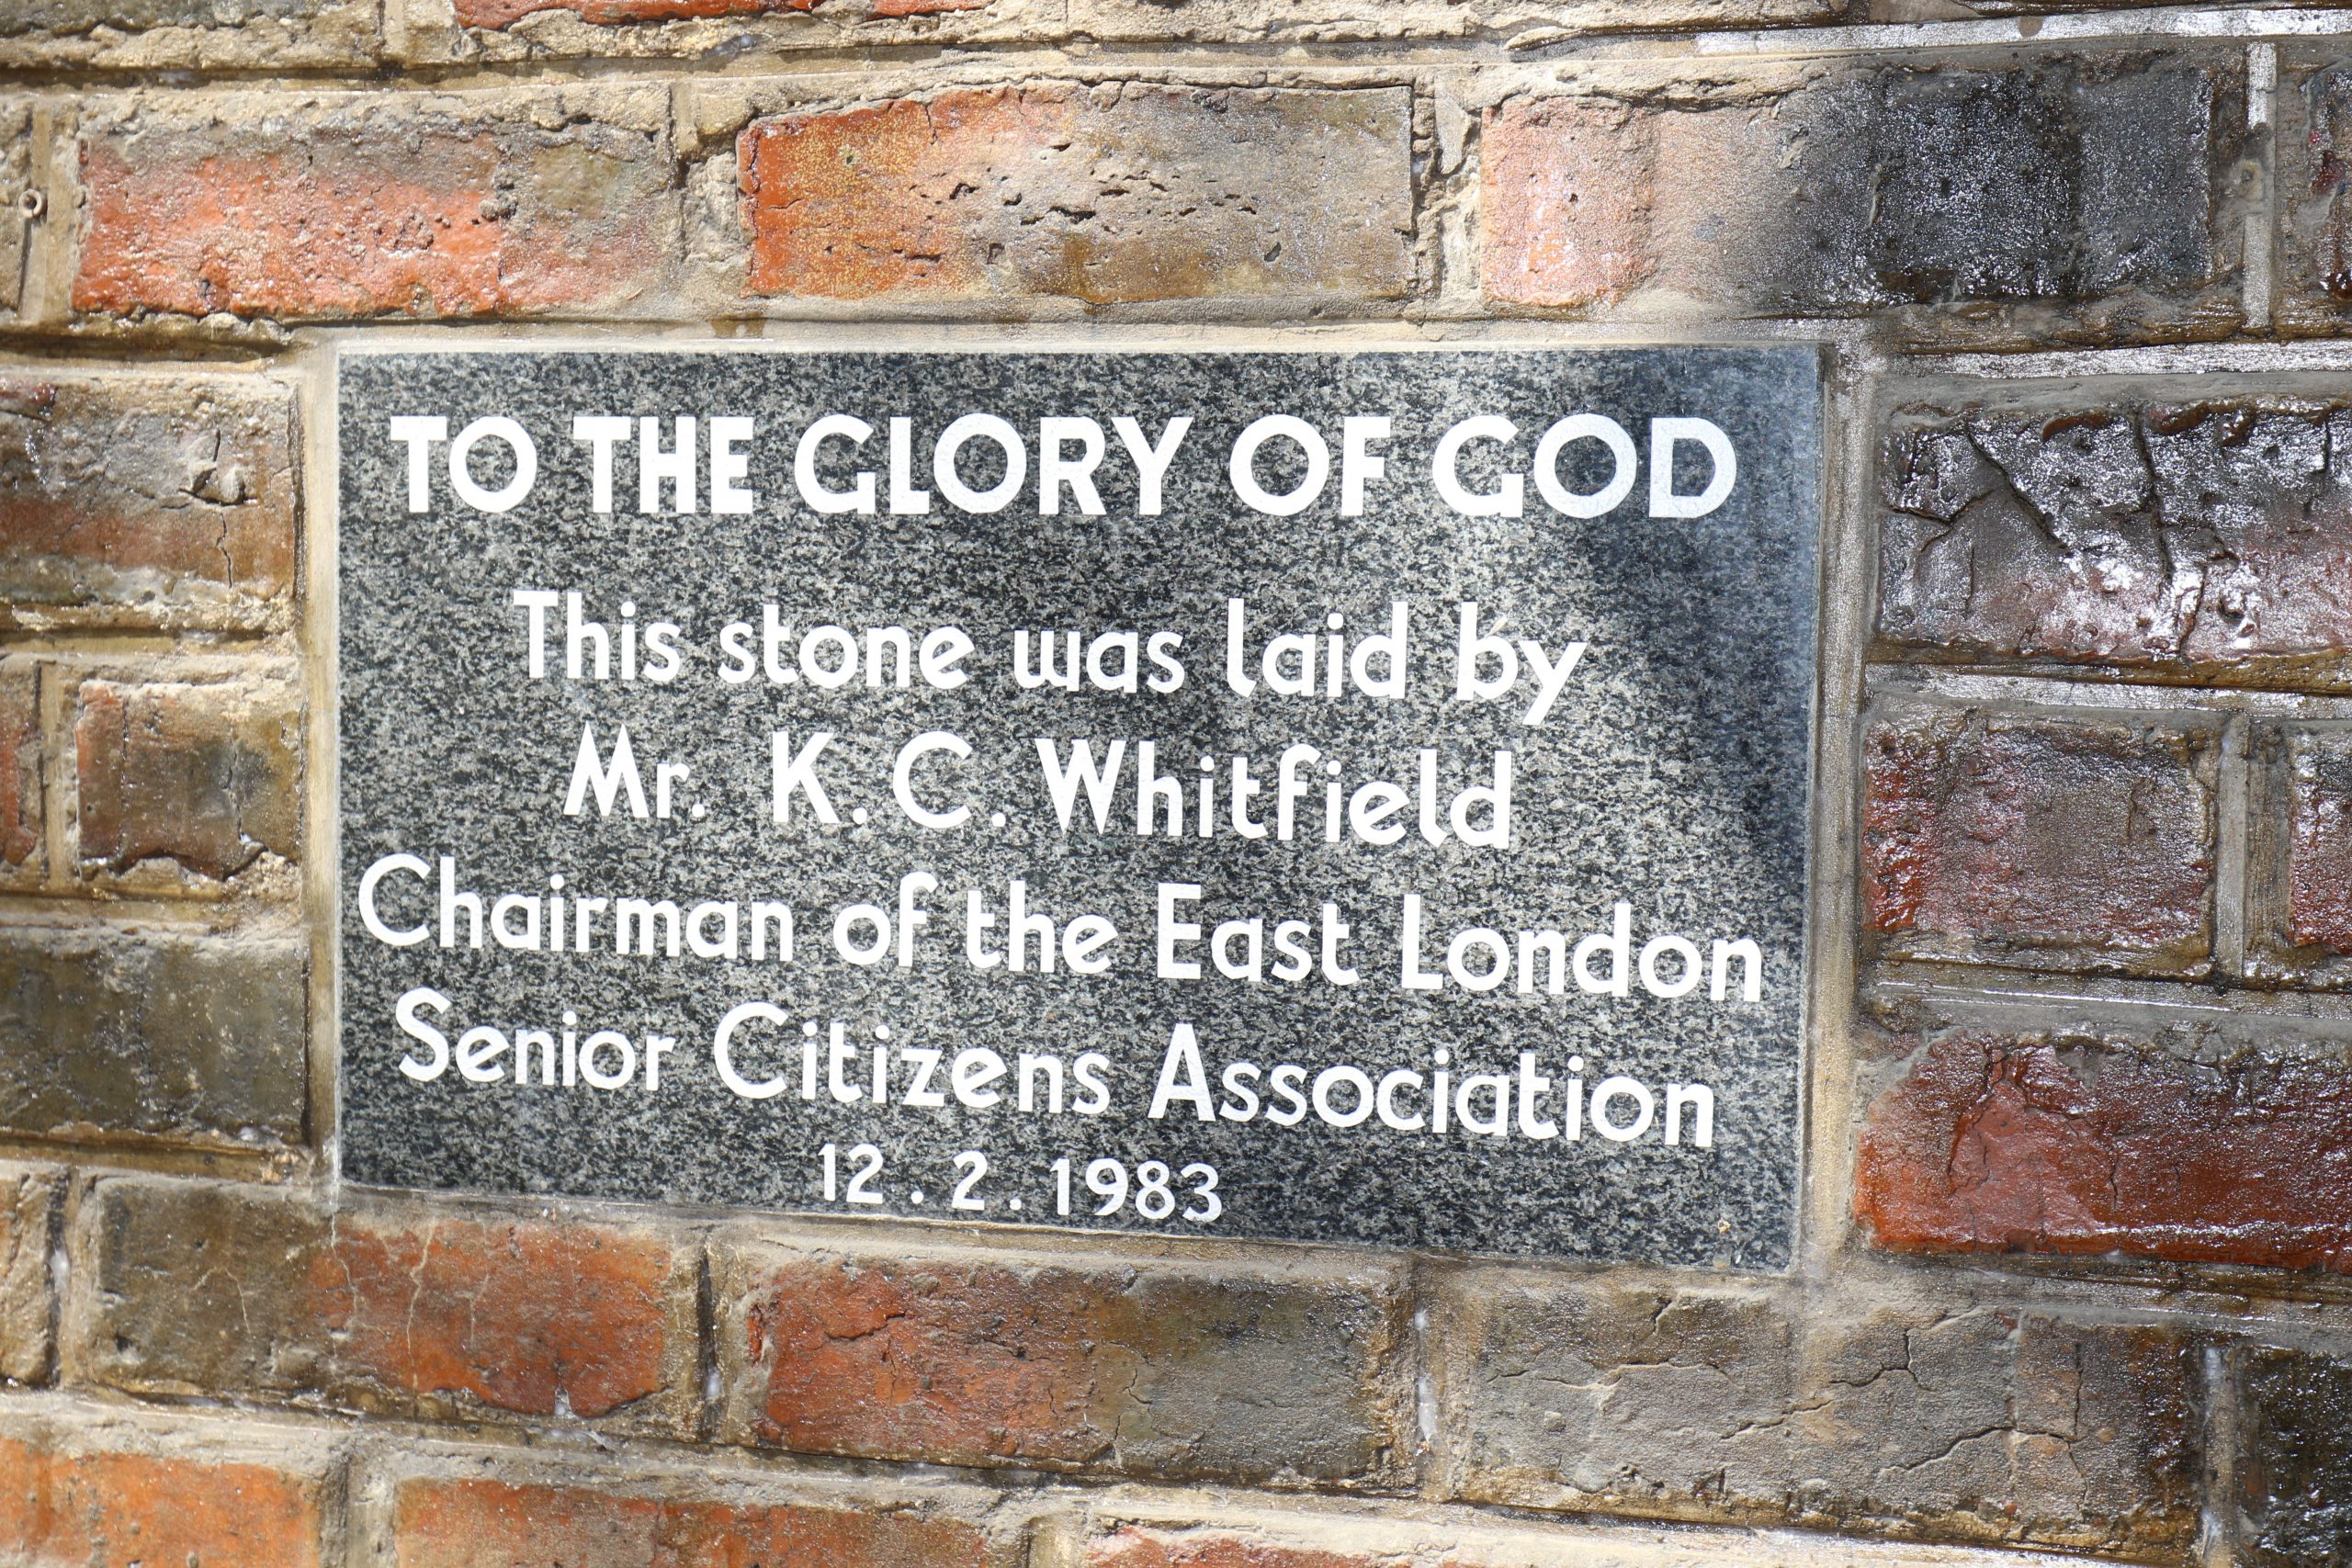 TO THE GLORY OF GOD
This stone was laid by
Mr. K. C. Whitfield
Chairman of the East London
Senior Citizens Association
12. 2. 1983